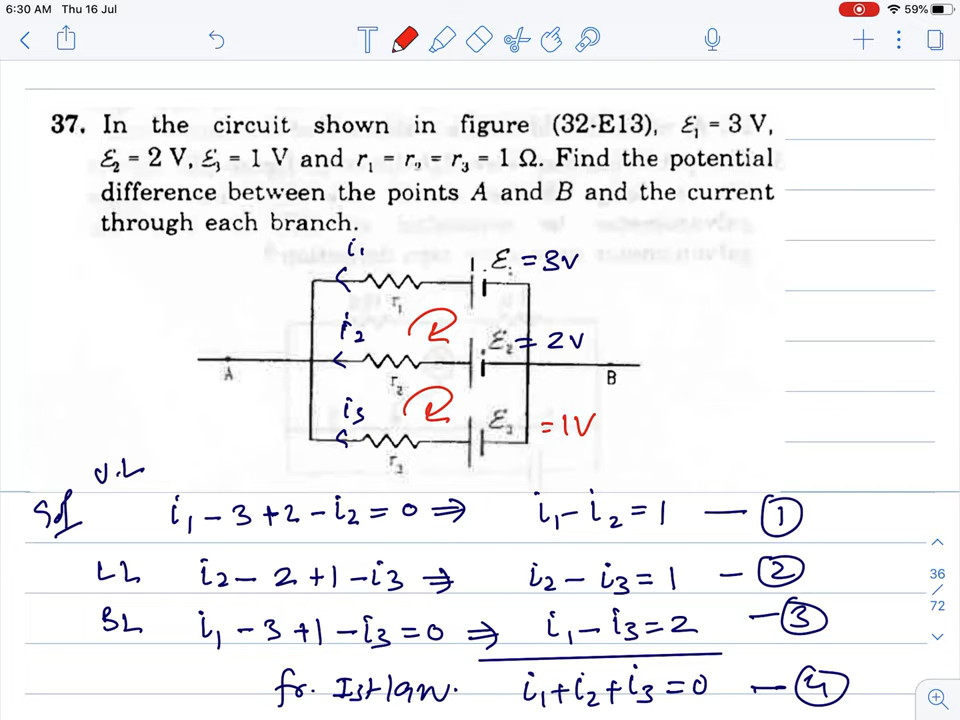 6:30 AM Thu 16 Jul
59%
T
37. In the circuit shown in figure (32-E13), ℰ₁ = 3 V,
ℰ₂ = 2 V, ℰ₃ = 1 V and r₁ = r₂ = r₃ = 1 Ω. Find the potential
difference between the points A and B and the current
through each branch.
i₁
ℰ₁ = 3V
r₁
i₂
ℰ₂ = 2V
A
r₂
B
i₃
ℰ₃ = 1V
r₃
U.L
Sol i₁ - 3 + 2 - i₂ = 0 ⇒ i₁ - i₂ = 1 — ①
LL i₂ - 2 + 1 - i₃ ⇒ i₂ - i₃ = 1 — ②
BL i₁ - 3 + 1 - i₃ = 0 ⇒ i₁ - i₃ = 2 — ③
fr. Ist law. i₁ + i₂ + i₃ = 0 — ④
36
/
72